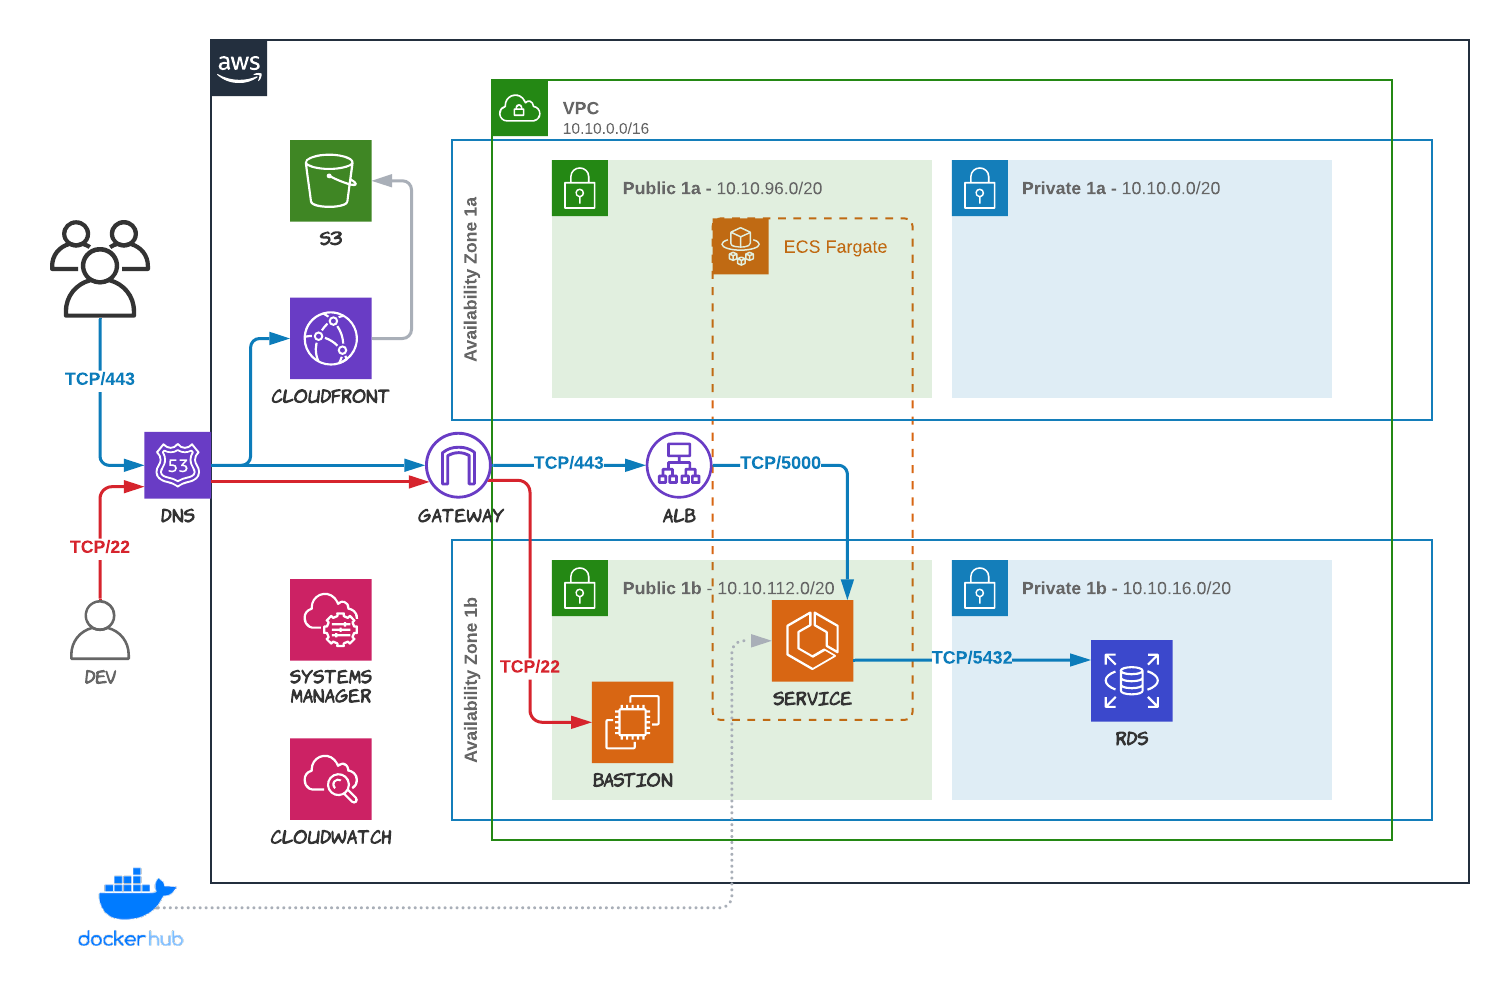 aws
VPC
10.10.0.0/16
S3
Availability Zone 1a
Public 1a - 10.10.96.0/20
Private 1a - 10.10.0.0/20
ECS Fargate
TCP/443
CLOUDFRONT
53
DNS
GATEWAY
TCP/443
ALB
TCP/5000
TCP/22
DEV
SYSTEMS
MANAGER
CLOUDWATCH
Availability Zone 1b
Public 1b - 10.10.112.0/20
Private 1b - 10.10.16.0/20
TCP/22
SERVICE
TCP/5432
RDS
BASTION
docker hub